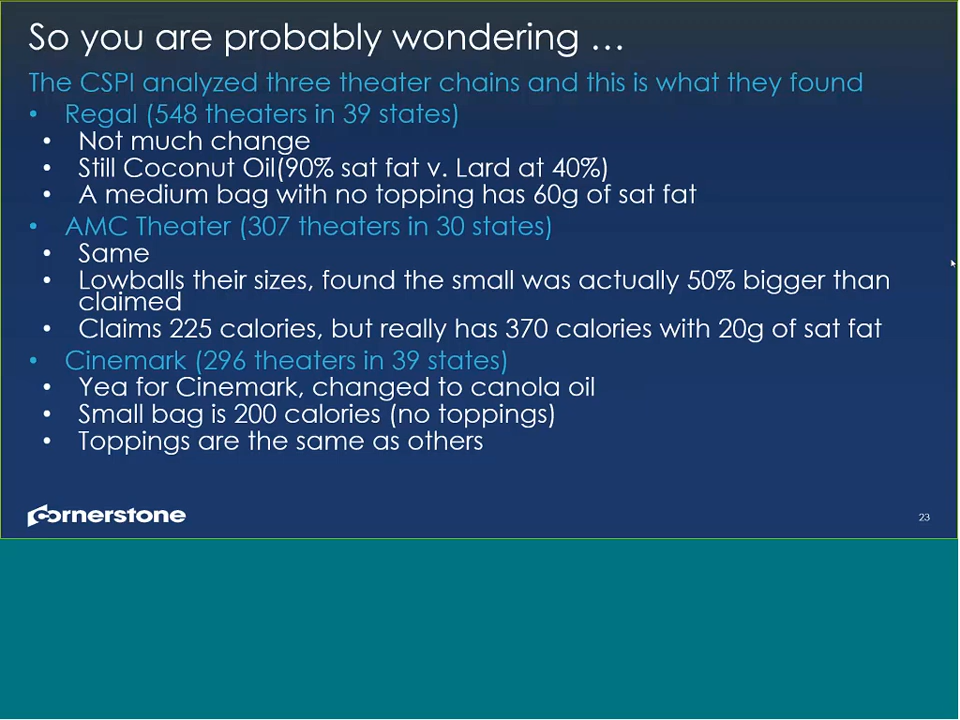 So you are probably wondering …
The CSPI analyzed three theater chains and this is what they found
• Regal (548 theaters in 39 states)
• Not much change
• Still Coconut Oil(90% sat fat v. Lard at 40%)
• A medium bag with no topping has 60g of sat fat
• AMC Theater (307 theaters in 30 states)
• Same
• Lowballs their sizes, found the small was actually 50% bigger than
claimed
• Claims 225 calories, but really has 370 calories with 20g of sat fat
• Cinemark (296 theaters in 39 states)
• Yea for Cinemark, changed to canola oil
• Small bag is 200 calories (no toppings)
• Toppings are the same as others
Cornerstone
23